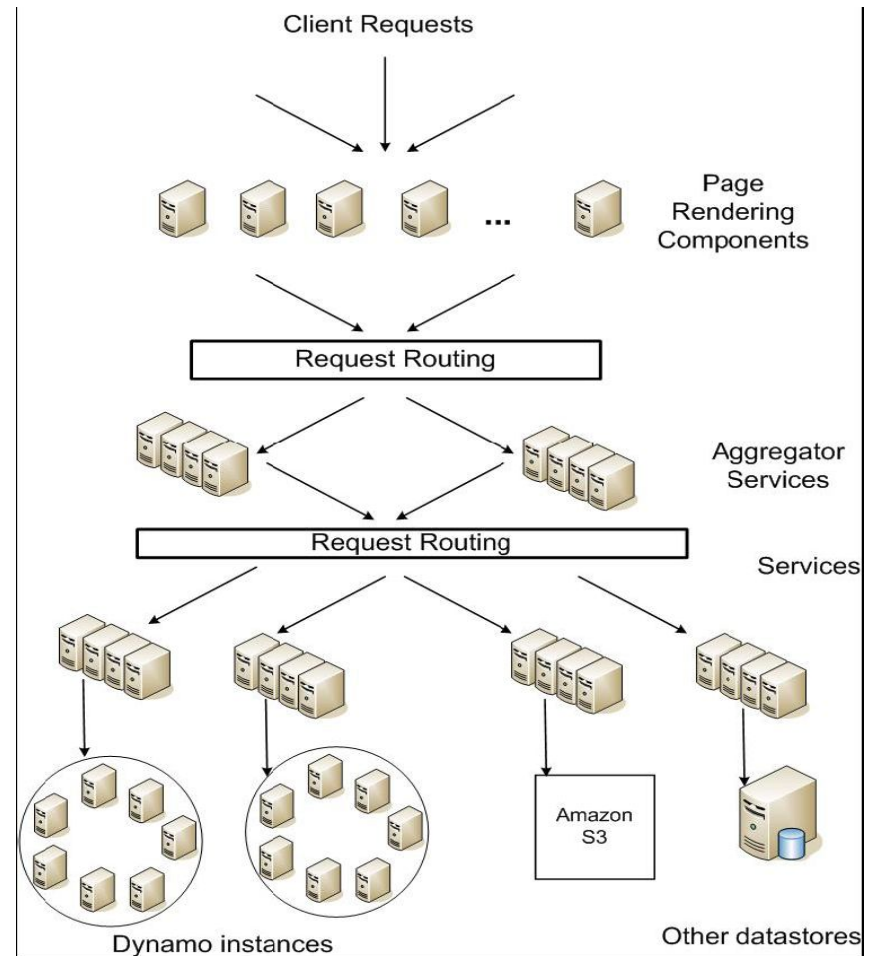 Client Requests
Page
Rendering
Components
...
Request Routing
Aggregator
Services
Request Routing
Services
Amazon
S3
Dynamo instances
Other datastores